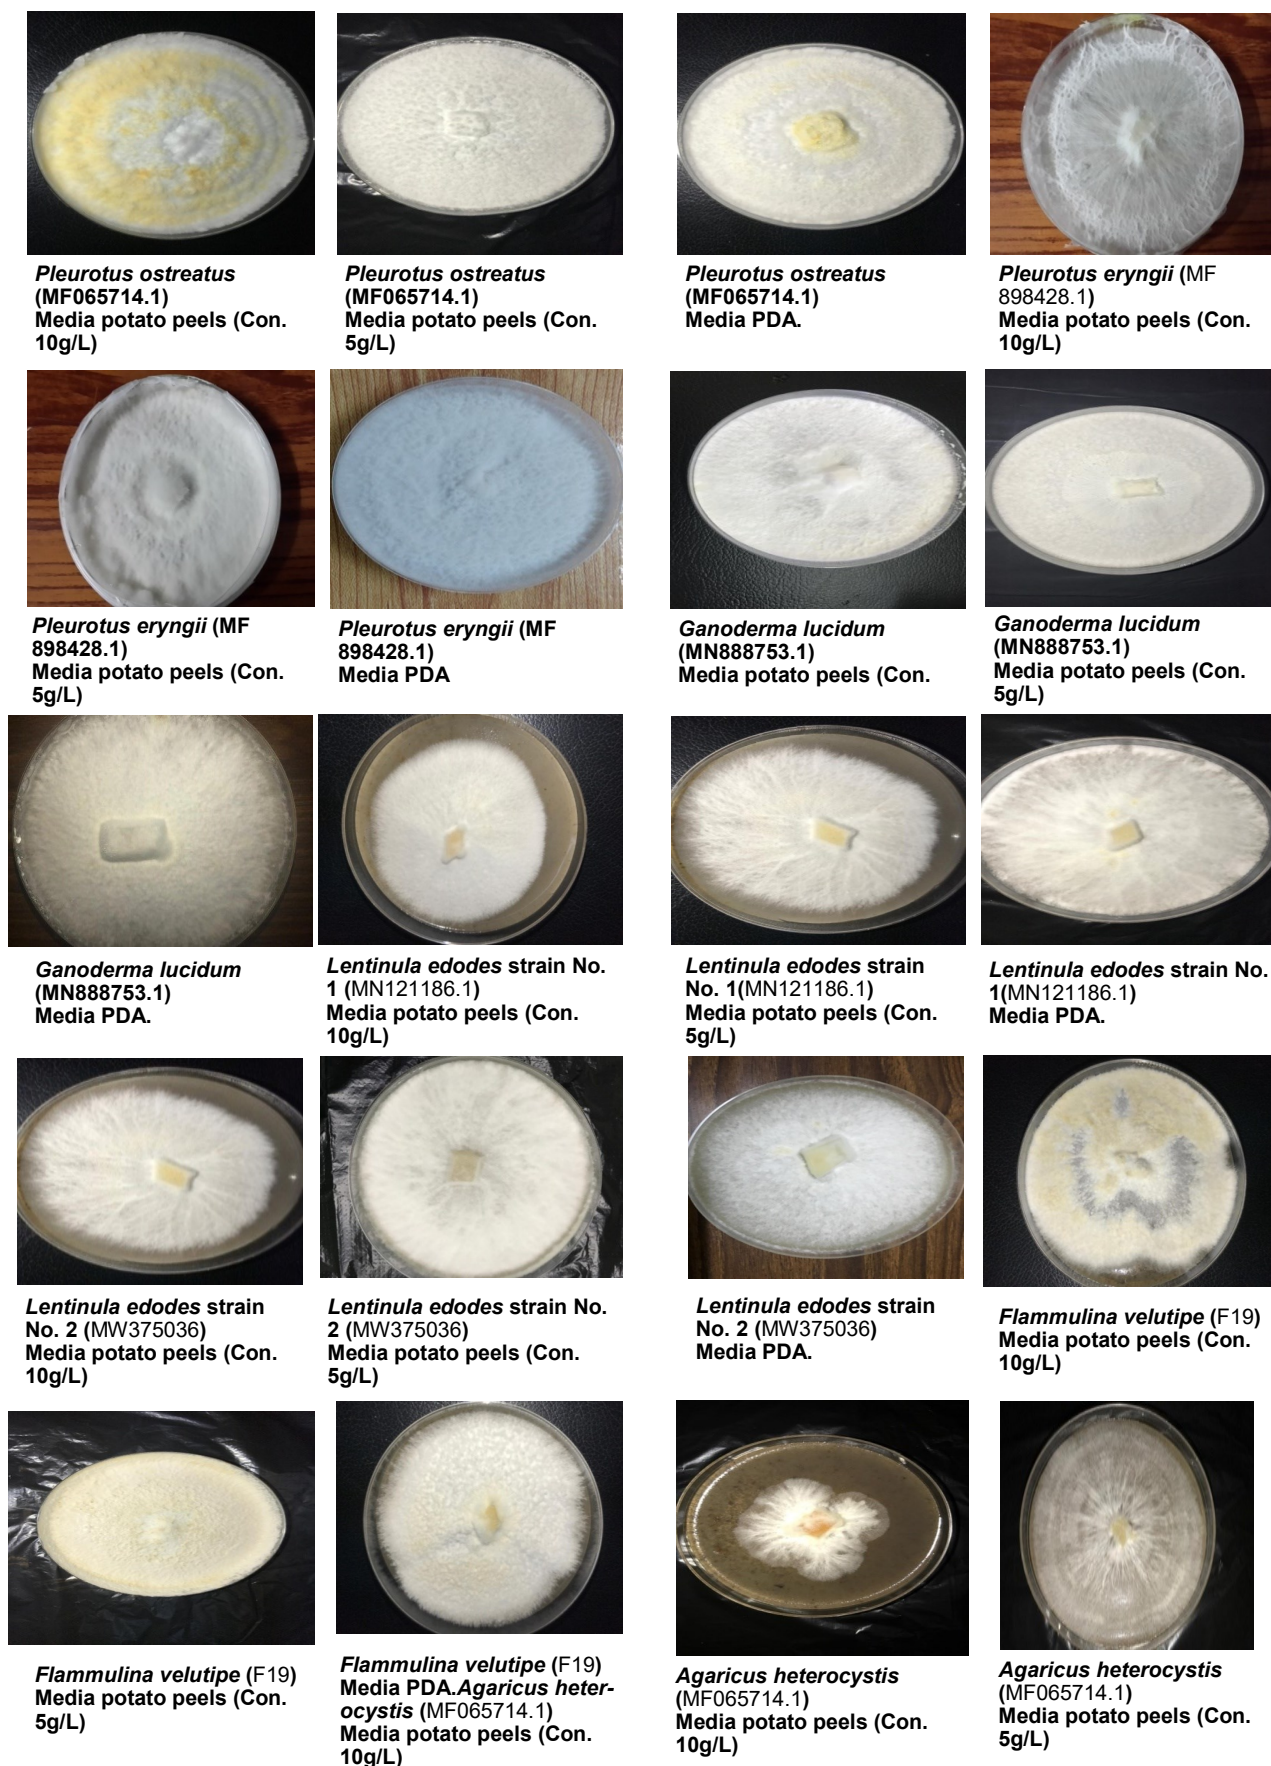 Pleurotus ostreatus
(MF065714.1)
Media potato peels (Con.
10g/L)
Pleurotus ostreatus
(MF065714.1)
Media potato peels (Con.
5g/L)
Pleurotus ostreatus
(MF065714.1)
Media PDA.
Pleurotus eryngii (MF
898428.1)
Media potato peels (Con.
10g/L)
Pleurotus eryngii (MF
898428.1)
Media potato peels (Con.
5g/L)
Pleurotus eryngii (MF
898428.1)
Media PDA
Ganoderma lucidum
(MN888753.1)
Media potato peels (Con.
Ganoderma lucidum
(MN888753.1)
Media potato peels (Con.
5g/L)
Ganoderma lucidum
(MN888753.1)
Media PDA.
Lentinula edodes strain No.
1 (MN121186.1)
Media potato peels (Con.
10g/L)
Lentinula edodes strain
No. 1(MN121186.1)
Media potato peels (Con.
5g/L)
Lentinula edodes strain No.
1(MN121186.1)
Media PDA.
Lentinula edodes strain
No. 2 (MW375036)
Media potato peels (Con.
10g/L)
Lentinula edodes strain No.
2 (MW375036)
Media potato peels (Con.
5g/L)
Lentinula edodes strain
No. 2 (MW375036)
Media PDA.
Flammulina velutipe (F19)
Media potato peels (Con.
10g/L)
Flammulina velutipe (F19)
Media potato peels (Con.
5g/L)
Flammulina velutipe (F19)
Media PDA.Agaricus heter-
ocystis (MF065714.1)
Media potato peels (Con.
10g/L)
Agaricus heterocystis
(MF065714.1)
Media potato peels (Con.
10g/L)
Agaricus heterocystis
(MF065714.1)
Media potato peels (Con.
5g/L)